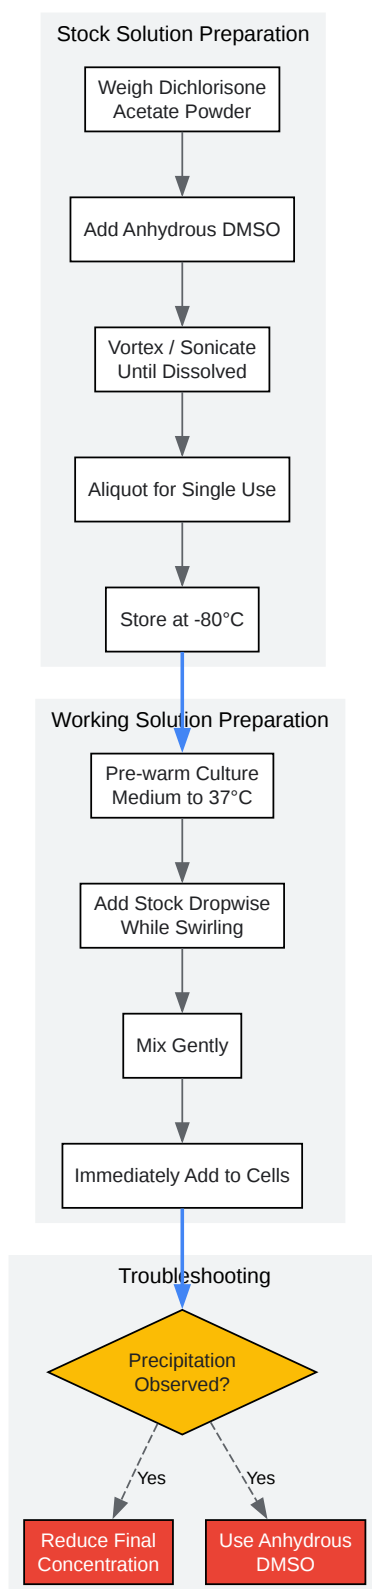 Stock Solution Preparation
Weigh Dichlorisone
Acetate Powder
Add Anhydrous DMSO
Vortex / Sonicate
Until Dissolved
Aliquot for Single Use
Store at -80°C
Working Solution Preparation
Pre-warm Culture
Medium to 37°C
Add Stock Dropwise
While Swirling
Mix Gently
Immediately Add to Cells
Troubleshooting
Precipitation
Observed?
Yes
Yes
Reduce Final
Concentration
Use Anhydrous
DMSO